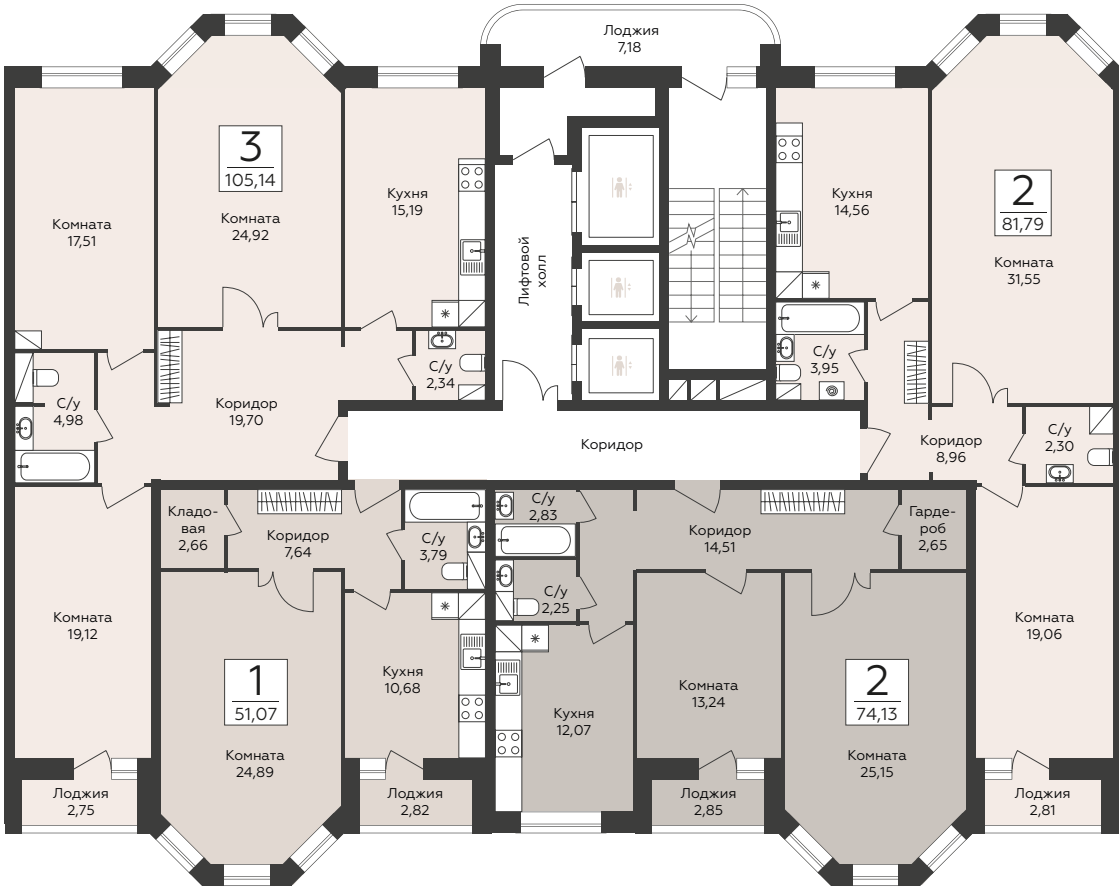 Лоджия
7,18
3
105,14
Комната
24,92
Комната
17,51
Кухня
15,19
Лифтовой
холл
Кухня
14,56
2
81,79
Комната
31,55
С/у
2,34
С/у
3,95
С/у
4,98
Коридор
19,70
Коридор
Коридор
8,96
С/у
2,30
Кладо-
вая
2,66
Коридор
7,64
С/у
3,79
С/у
2,83
Коридор
14,51
Гарде-
роб
2,65
С/у
2,25
Комната
19,12
Комната
19,06
1
51,07
Комната
24,89
Кухня
10,68
Кухня
12,07
Комната
13,24
2
74,13
Комната
25,15
Лоджия
2,75
Лоджия
2,82
Лоджия
2,85
Лоджия
2,81